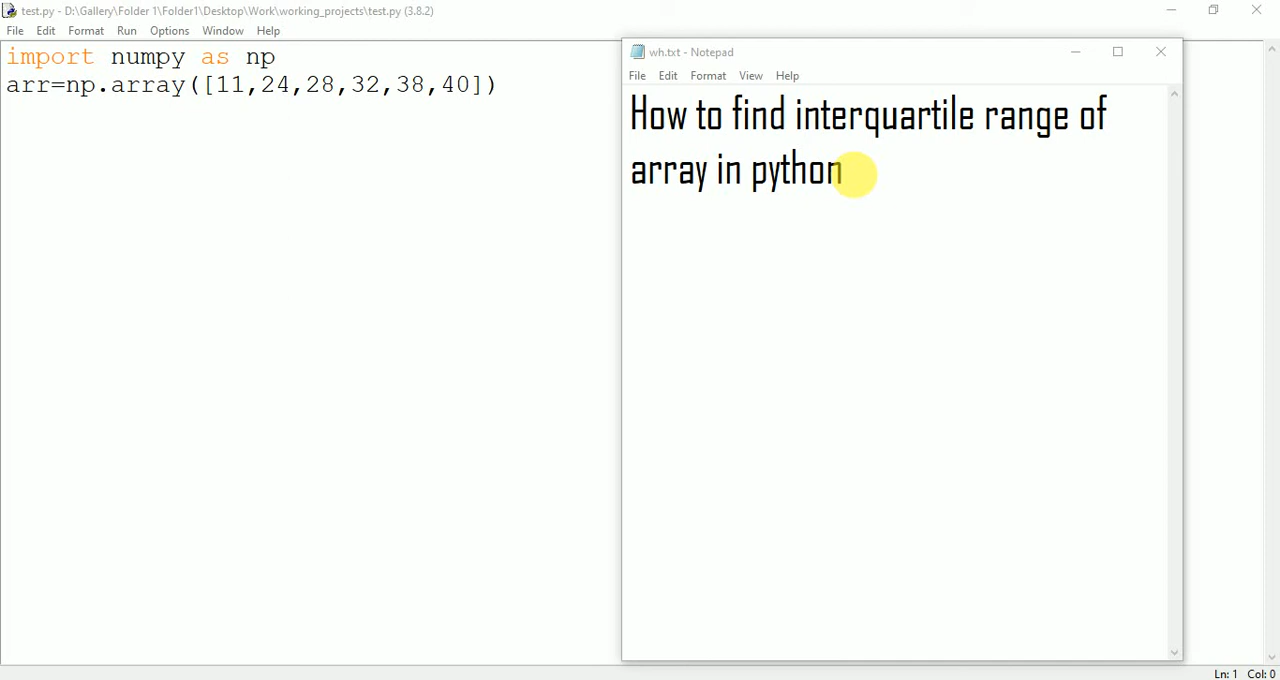 test.py - D:\Gallery\Folder 1\Folder1\Desktop\Work\working_projects\test.py (3.8.2)
File Edit Format Run Options Window Help
import numpy as np
arr=np.array([11,24,28,32,38,40])
wh.txt - Notepad
File Edit Format View Help
How to find interquartile range of
array in python
Ln: 1 Col: 0